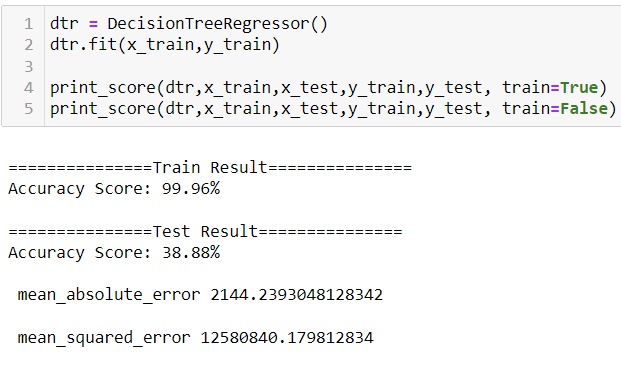 1 dtr = DecisionTreeRegressor()
2 dtr.fit(x_train,y_train)
3
4 print_score(dtr,x_train,x_test,y_train,y_test, train=True)
5 print_score(dtr,x_train,x_test,y_train,y_test, train=False)
===============Train Result===============
Accuracy Score: 99.96%
===============Test Result===============
Accuracy Score: 38.88%
mean_absolute_error 2144.2393048128342
mean_squared_error 12580840.179812834